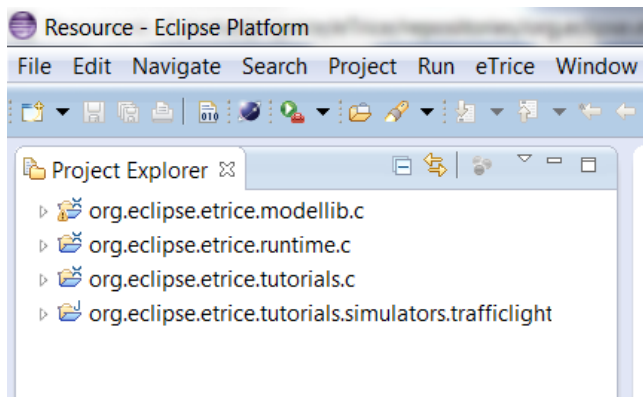 Resource - Eclipse Platform
File Edit Navigate Search Project Run eTrice Window
010
Project Explorer
org.eclipse.etrice.modellib.c
org.eclipse.etrice.runtime.c
org.eclipse.etrice.tutorials.c
org.eclipse.etrice.tutorials.simulators.trafficlight